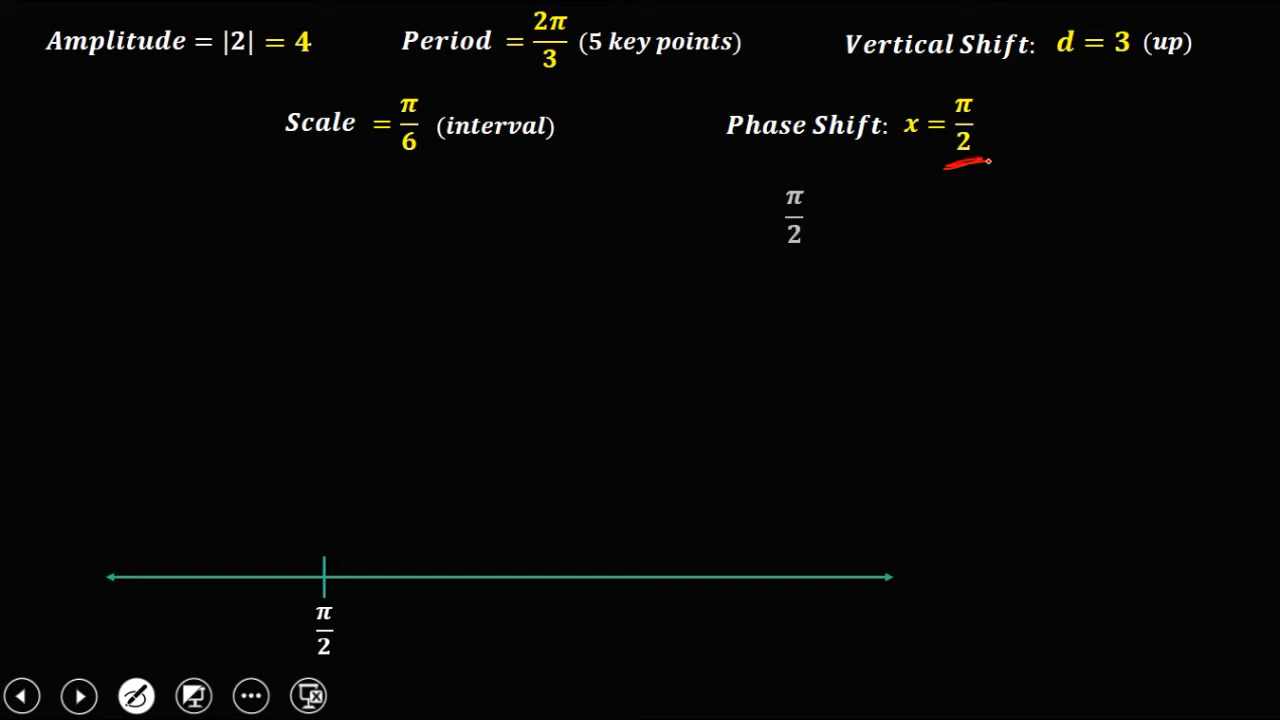 Amplitude = |2| = 4 Period = 2π/3 (5 key points) Vertical Shift: d = 3 (up)
Scale = π/6 (interval) Phase Shift: x = π/2
π/2
π/2